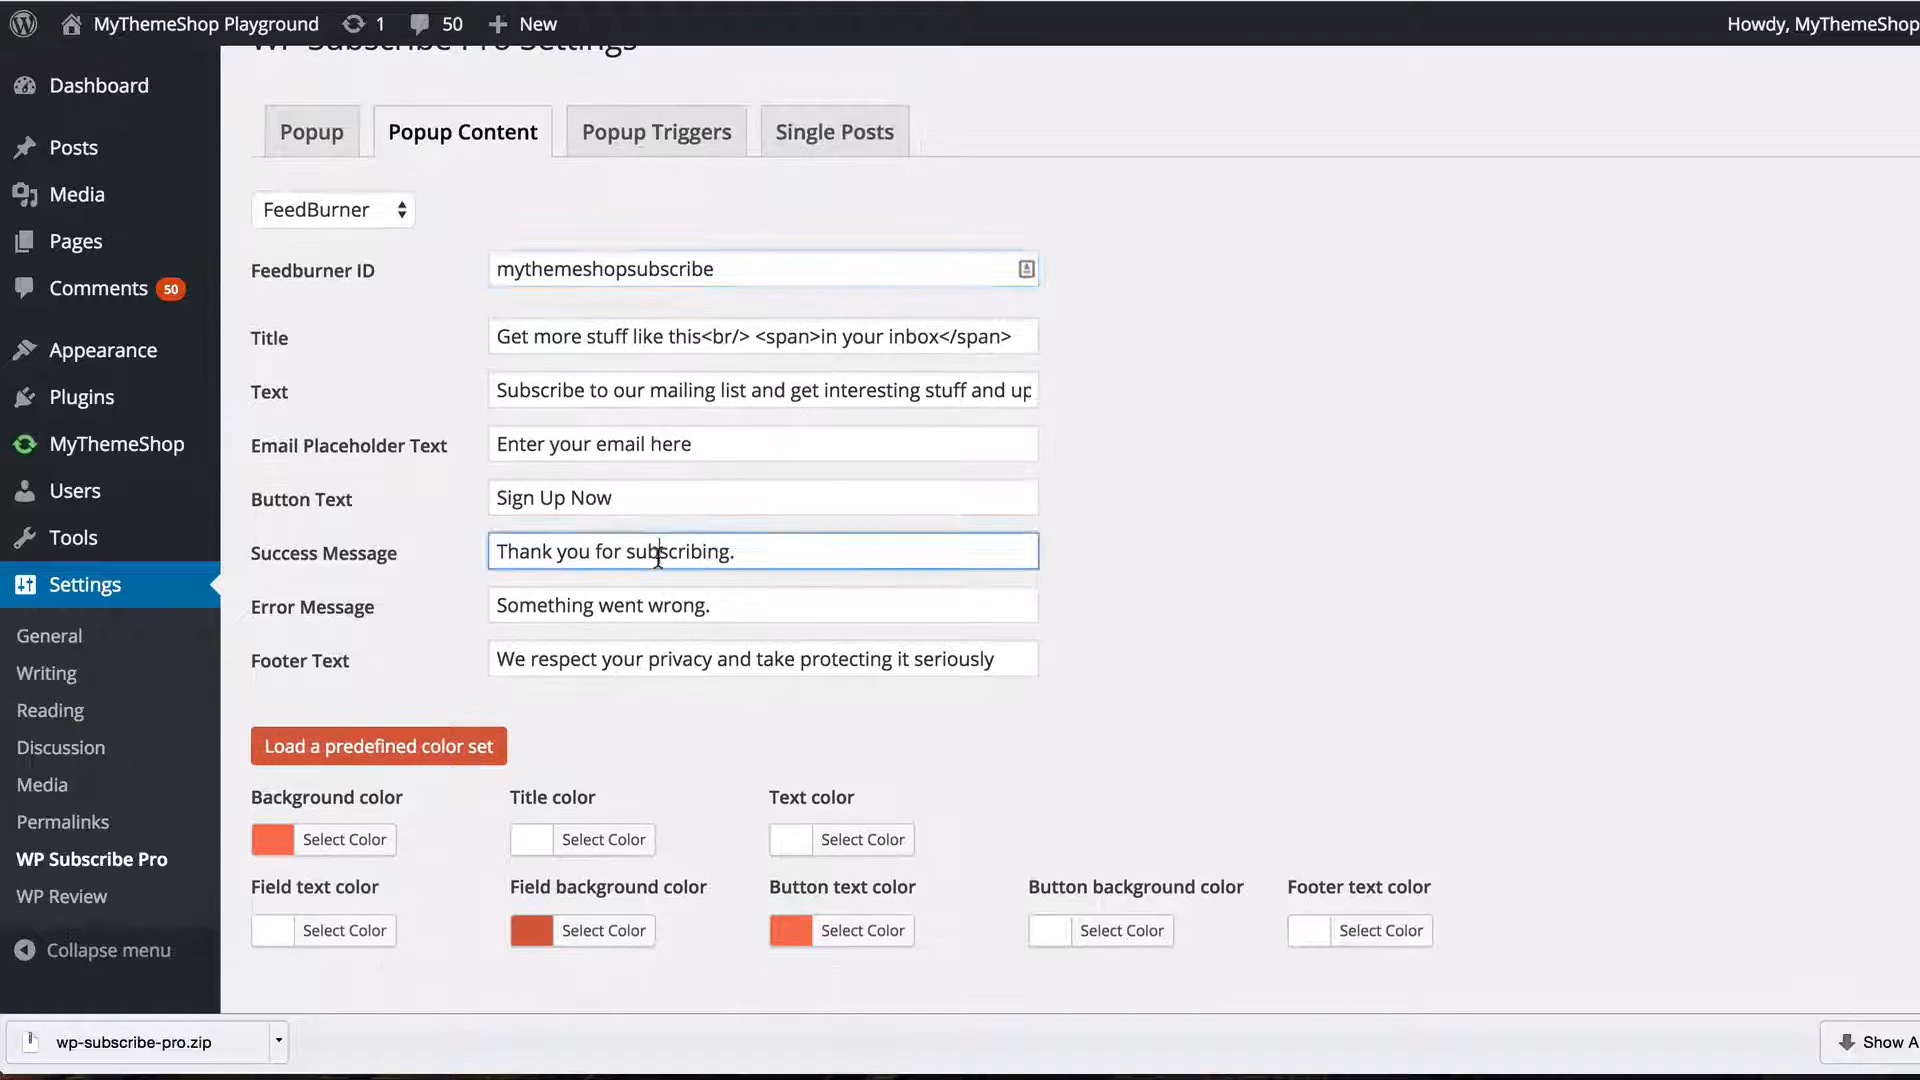 MyThemeShop Playground 1 50 New Howdy, MyThemeShop
WP Subscribe Pro Settings
Dashboard
Posts
Media
Pages
Comments 50
Appearance
Plugins
MyThemeShop
Users
Tools
Settings
General
Writing
Reading
Discussion
Media
Permalinks
WP Subscribe Pro
WP Review
Collapse menu
Popup Popup Content Popup Triggers Single Posts
FeedBurner
Feedburner ID mythemeshopsubscribe
Title Get more stuff like this<br/> <span>in your inbox</span>
Text Subscribe to our mailing list and get interesting stuff and up
Email Placeholder Text Enter your email here
Button Text Sign Up Now
Success Message Thank you for subscribing.
Error Message Something went wrong.
Footer Text We respect your privacy and take protecting it seriously
Load a predefined color set
Background color Title color Text color
Select Color Select Color Select Color
Field text color Field background color Button text color Button background color Footer text color
Select Color Select Color Select Color Select Color Select Color
wp-subscribe-pro.zip Show A